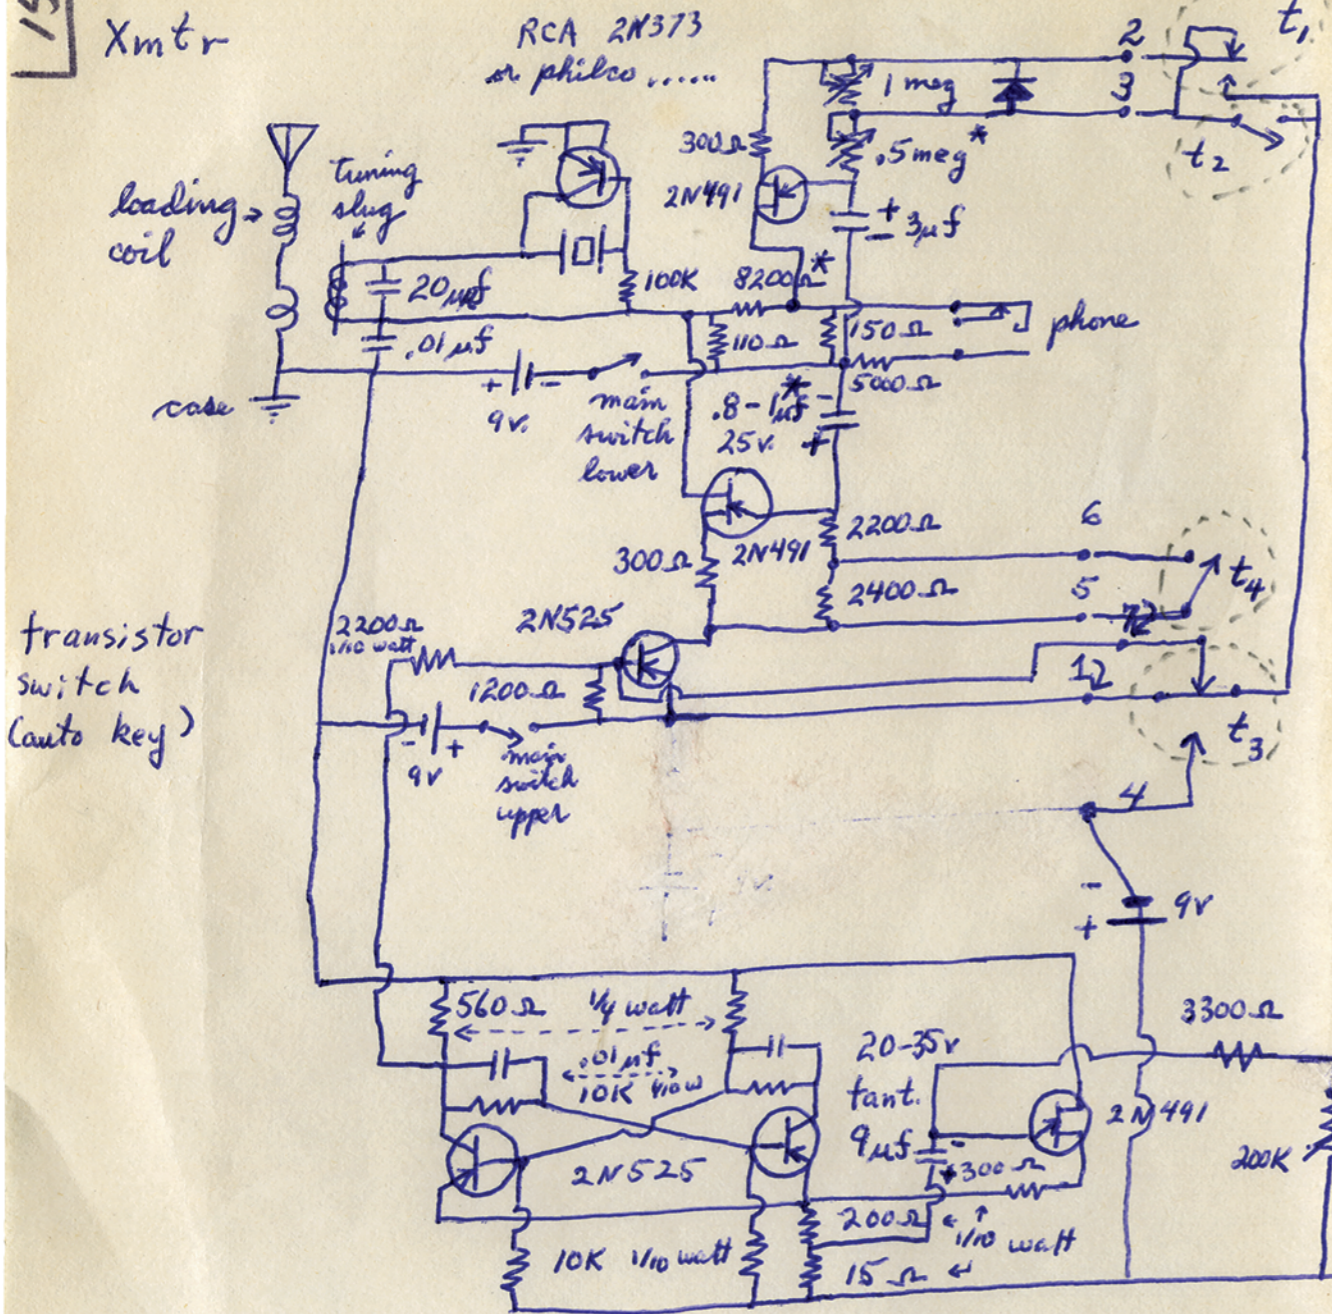 15
Xmtr
RCA 2N373
or philco ......
t1
2
3
1 meg
.5 meg*
300Ω
2N491
t2
+
-
3μf
loading
coil
tuning
slug
20μμf
100K
8200Ω*
.01μf
110Ω
150Ω
phone
5000Ω
case
+ -
9v.
main
switch
lower
.8-1μf* -
25v. +
2N491
300Ω
2200Ω
6
t4
2400Ω
5
transistor
switch
(auto key)
2200Ω
1/10 watt
2N525
1200Ω
12
- +
9v
main
switch
upper
t3
4
-
+
9v
560Ω
1/4 watt
.01μf
10K 1/10 w
20-35v
tant.
9μf
-
+
3300Ω
2N491
200K
2N525
300Ω
200Ω
1/10 watt
10K 1/10 watt
15Ω